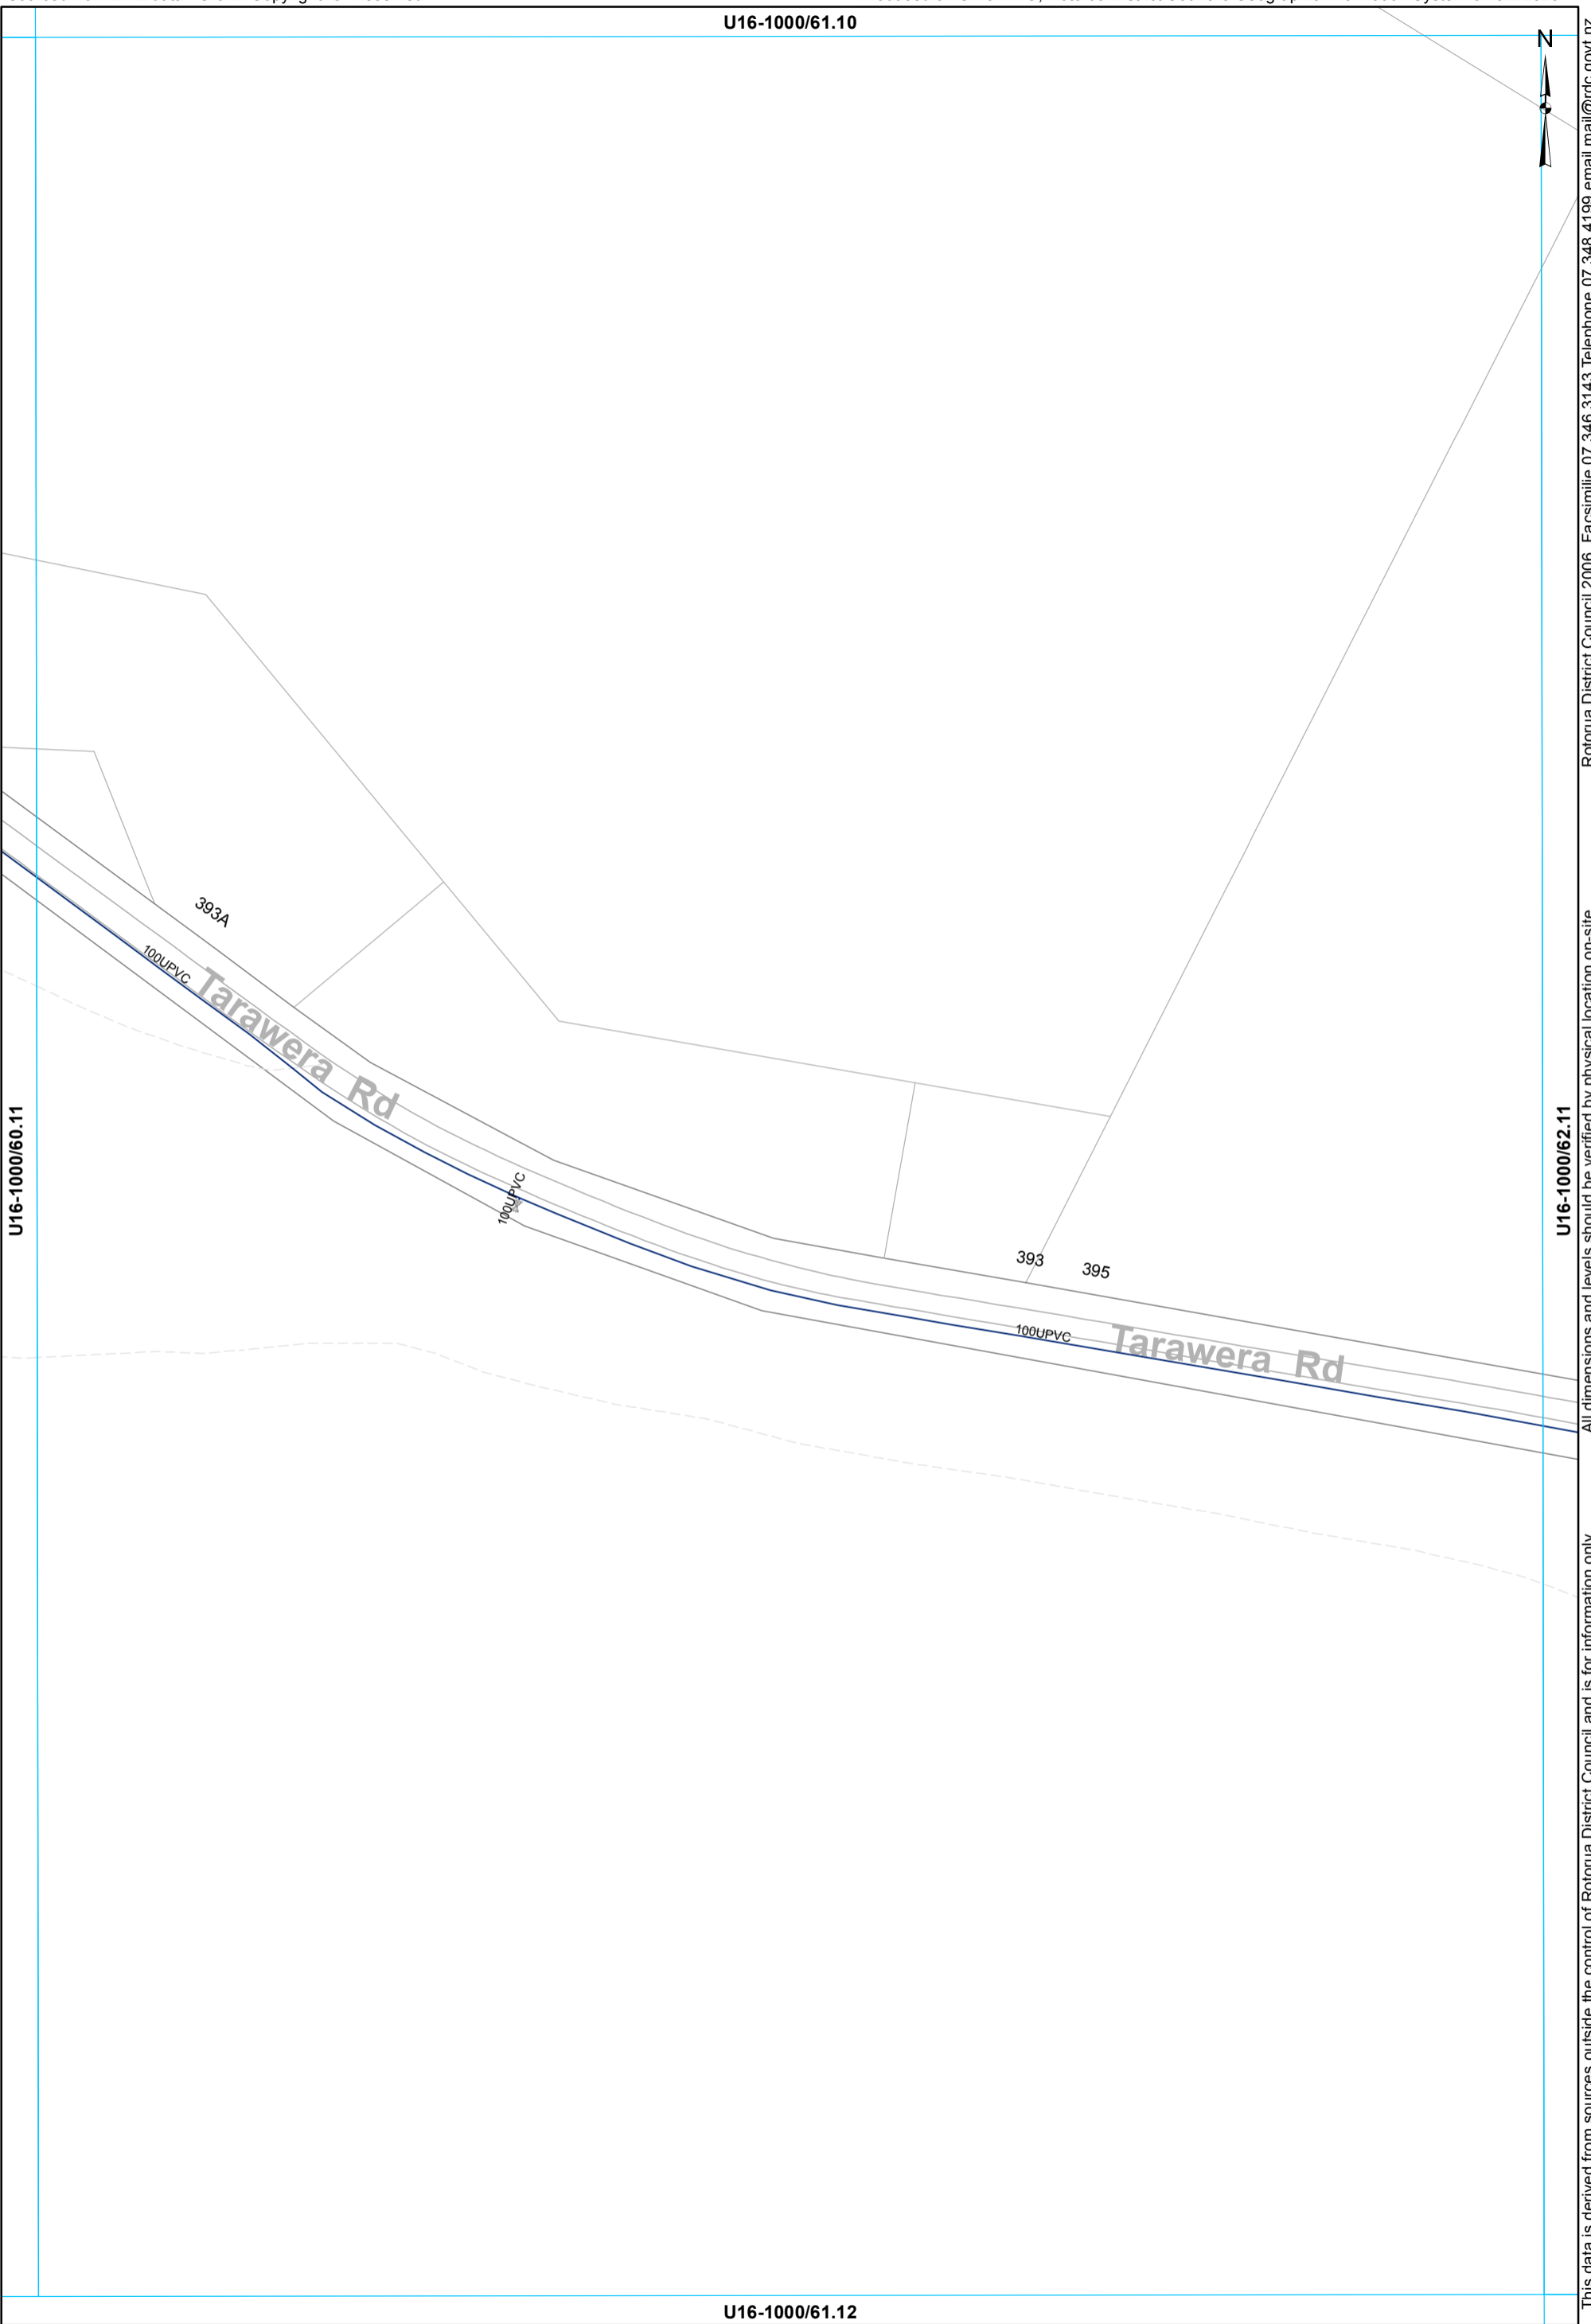 U16-1000/61.10
N
393A
100UPVC
Tarawera Rd
U16-1000/60.11
100UPVC
U16-1000/62.11
393
395
100UPVC
Tarawera Rd
U16-1000/61.12
This data is derived from sources outside the control of Rotorua District Council and is for information only
All dimensions and levels should be verified by physical location on-site
Rotorua District Council 2006 Facsimilie 07 346 3143 Telephone 07 348 4199 email mail@rdc.govt.nz